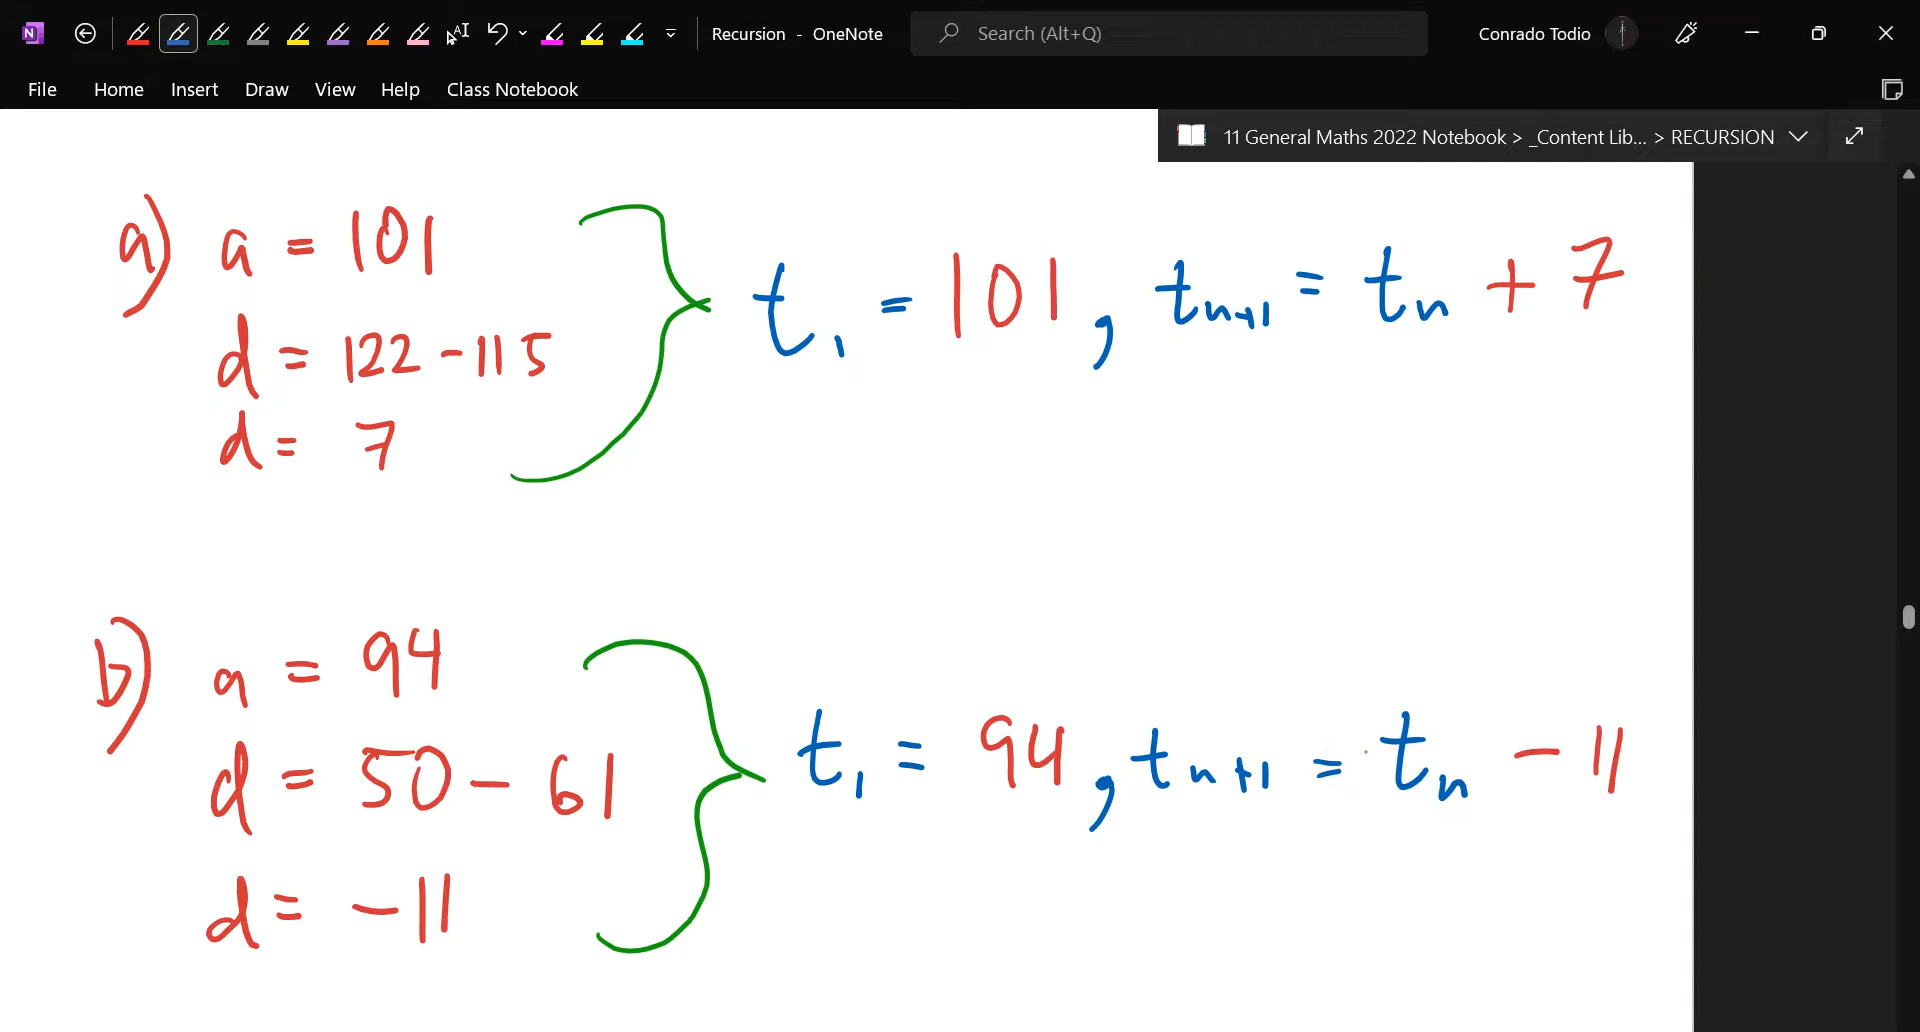 Recursion - OneNote
Search (Alt+Q)
Conrado Todio
File Home Insert Draw View Help Class Notebook
11 General Maths 2022 Notebook > _Content Lib... > RECURSION
a) a = 101
d = 122 - 115
d = 7
t₁ = 101, tₙ₊₁ = tₙ + 7
b) a = 94
d = 50 - 61
d = -11
t₁ = 94, tₙ₊₁ = tₙ - 11